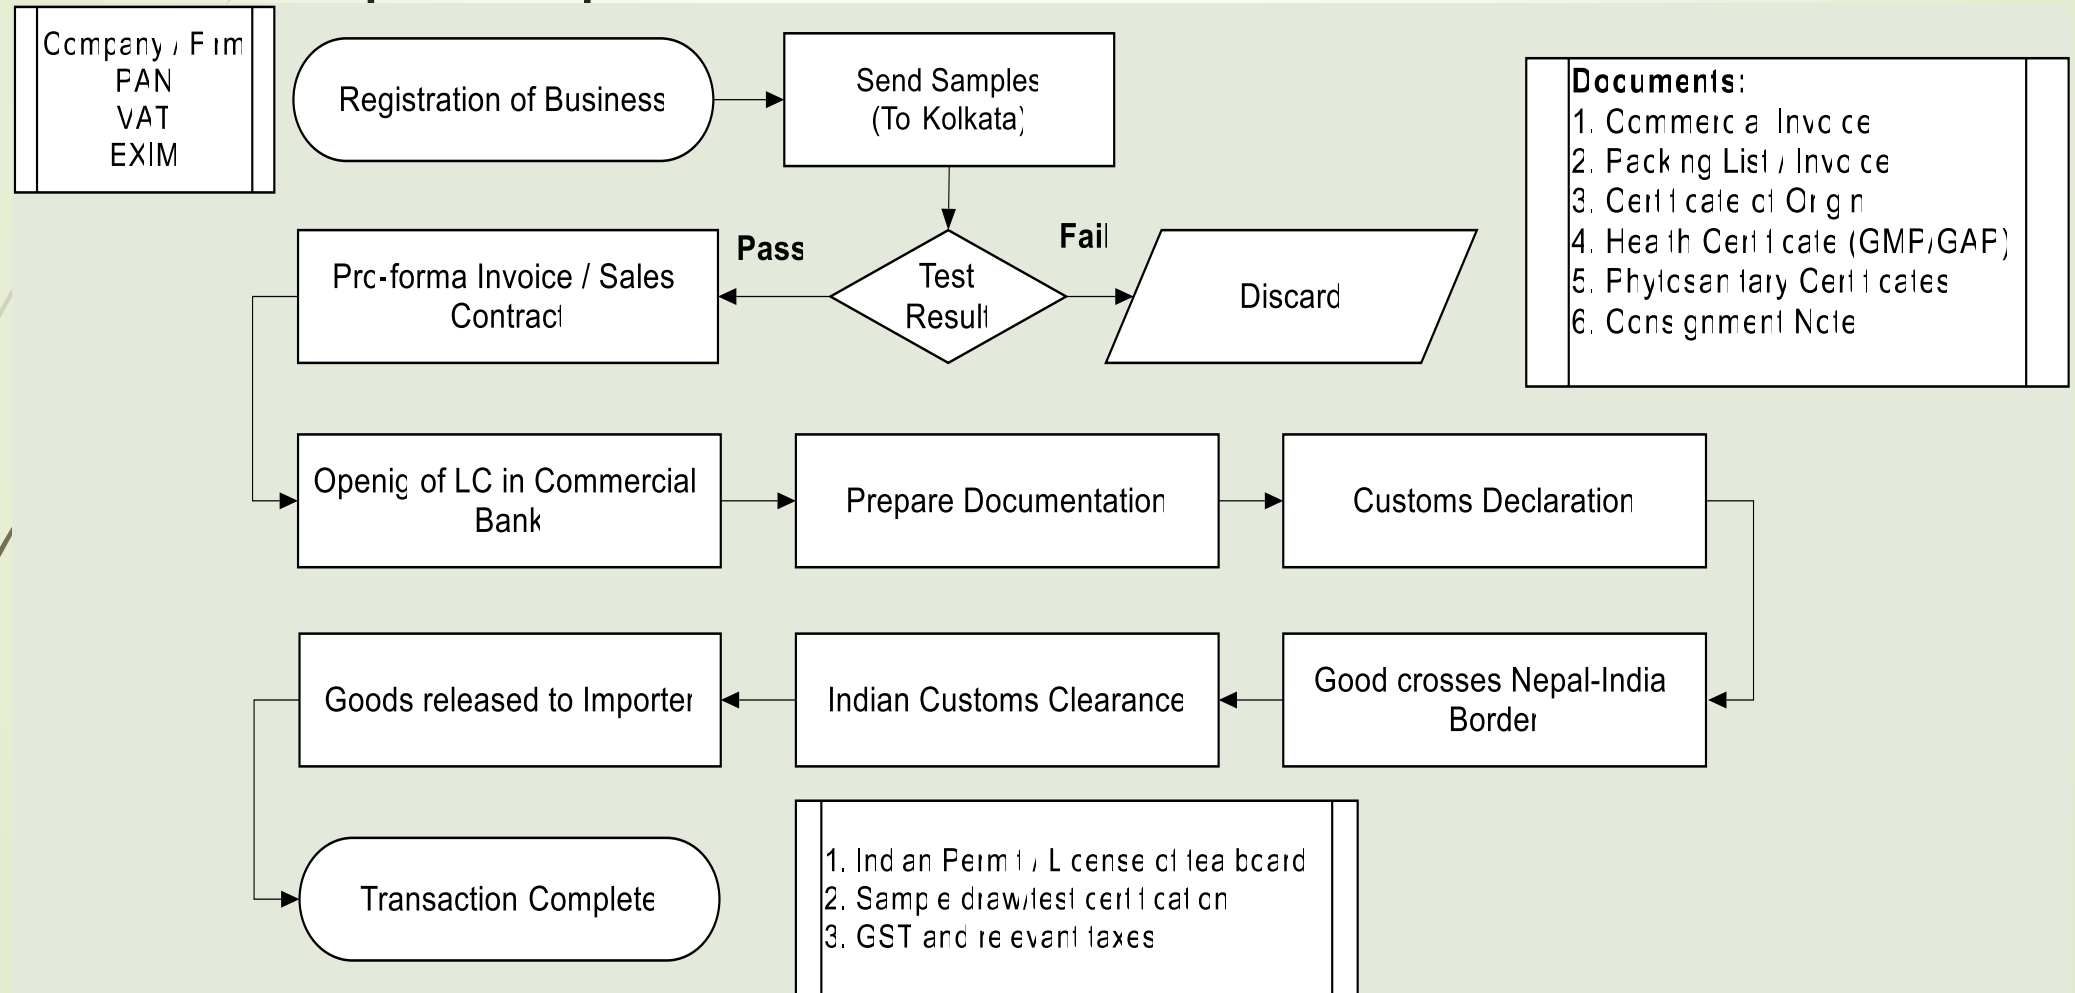 Company / Firm
PAN
VAT
EXIM
Registration of Business
Send Samples
(To Kolkata)
Documents:
1. Commercial Invoice
2. Packing List / Invoice
3. Certificate of Origin
4. Health Certificate (GMP/GAP)
5. Phytosanitary Certificates
6. Consignment Note
Pass
Fail
Pro-forma Invoice / Sales
Contract
Test
Result
Discard
Openig of LC in Commercial
Bank
Prepare Documentation
Customs Declaration
Goods released to Importer
Indian Customs Clearance
Good crosses Nepal-India
Border
Transaction Complete
1. Indian Permit / License of tea board
2. Sample draw/test certification
3. GST and relevant taxes